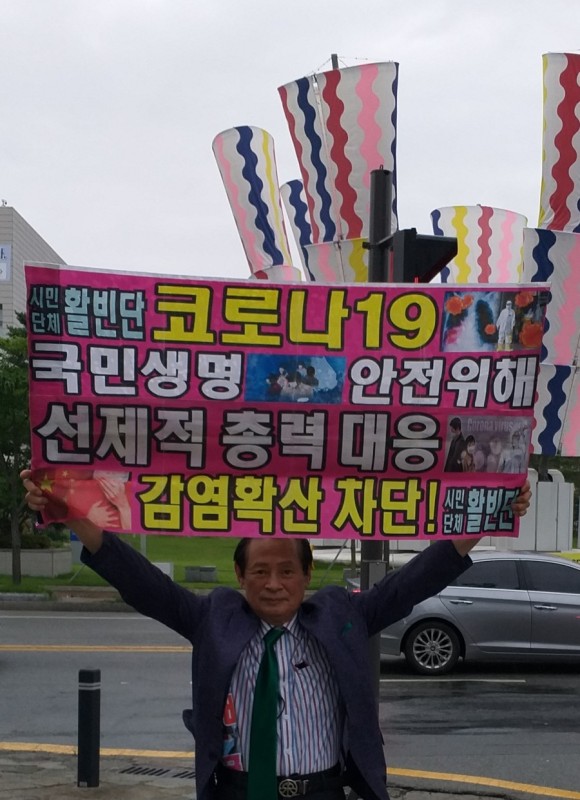 시민단체 활빈단 코로나19
국민생명 안전위해
선제적 총력 대응
감염확산 차단! 시민단체 활빈단